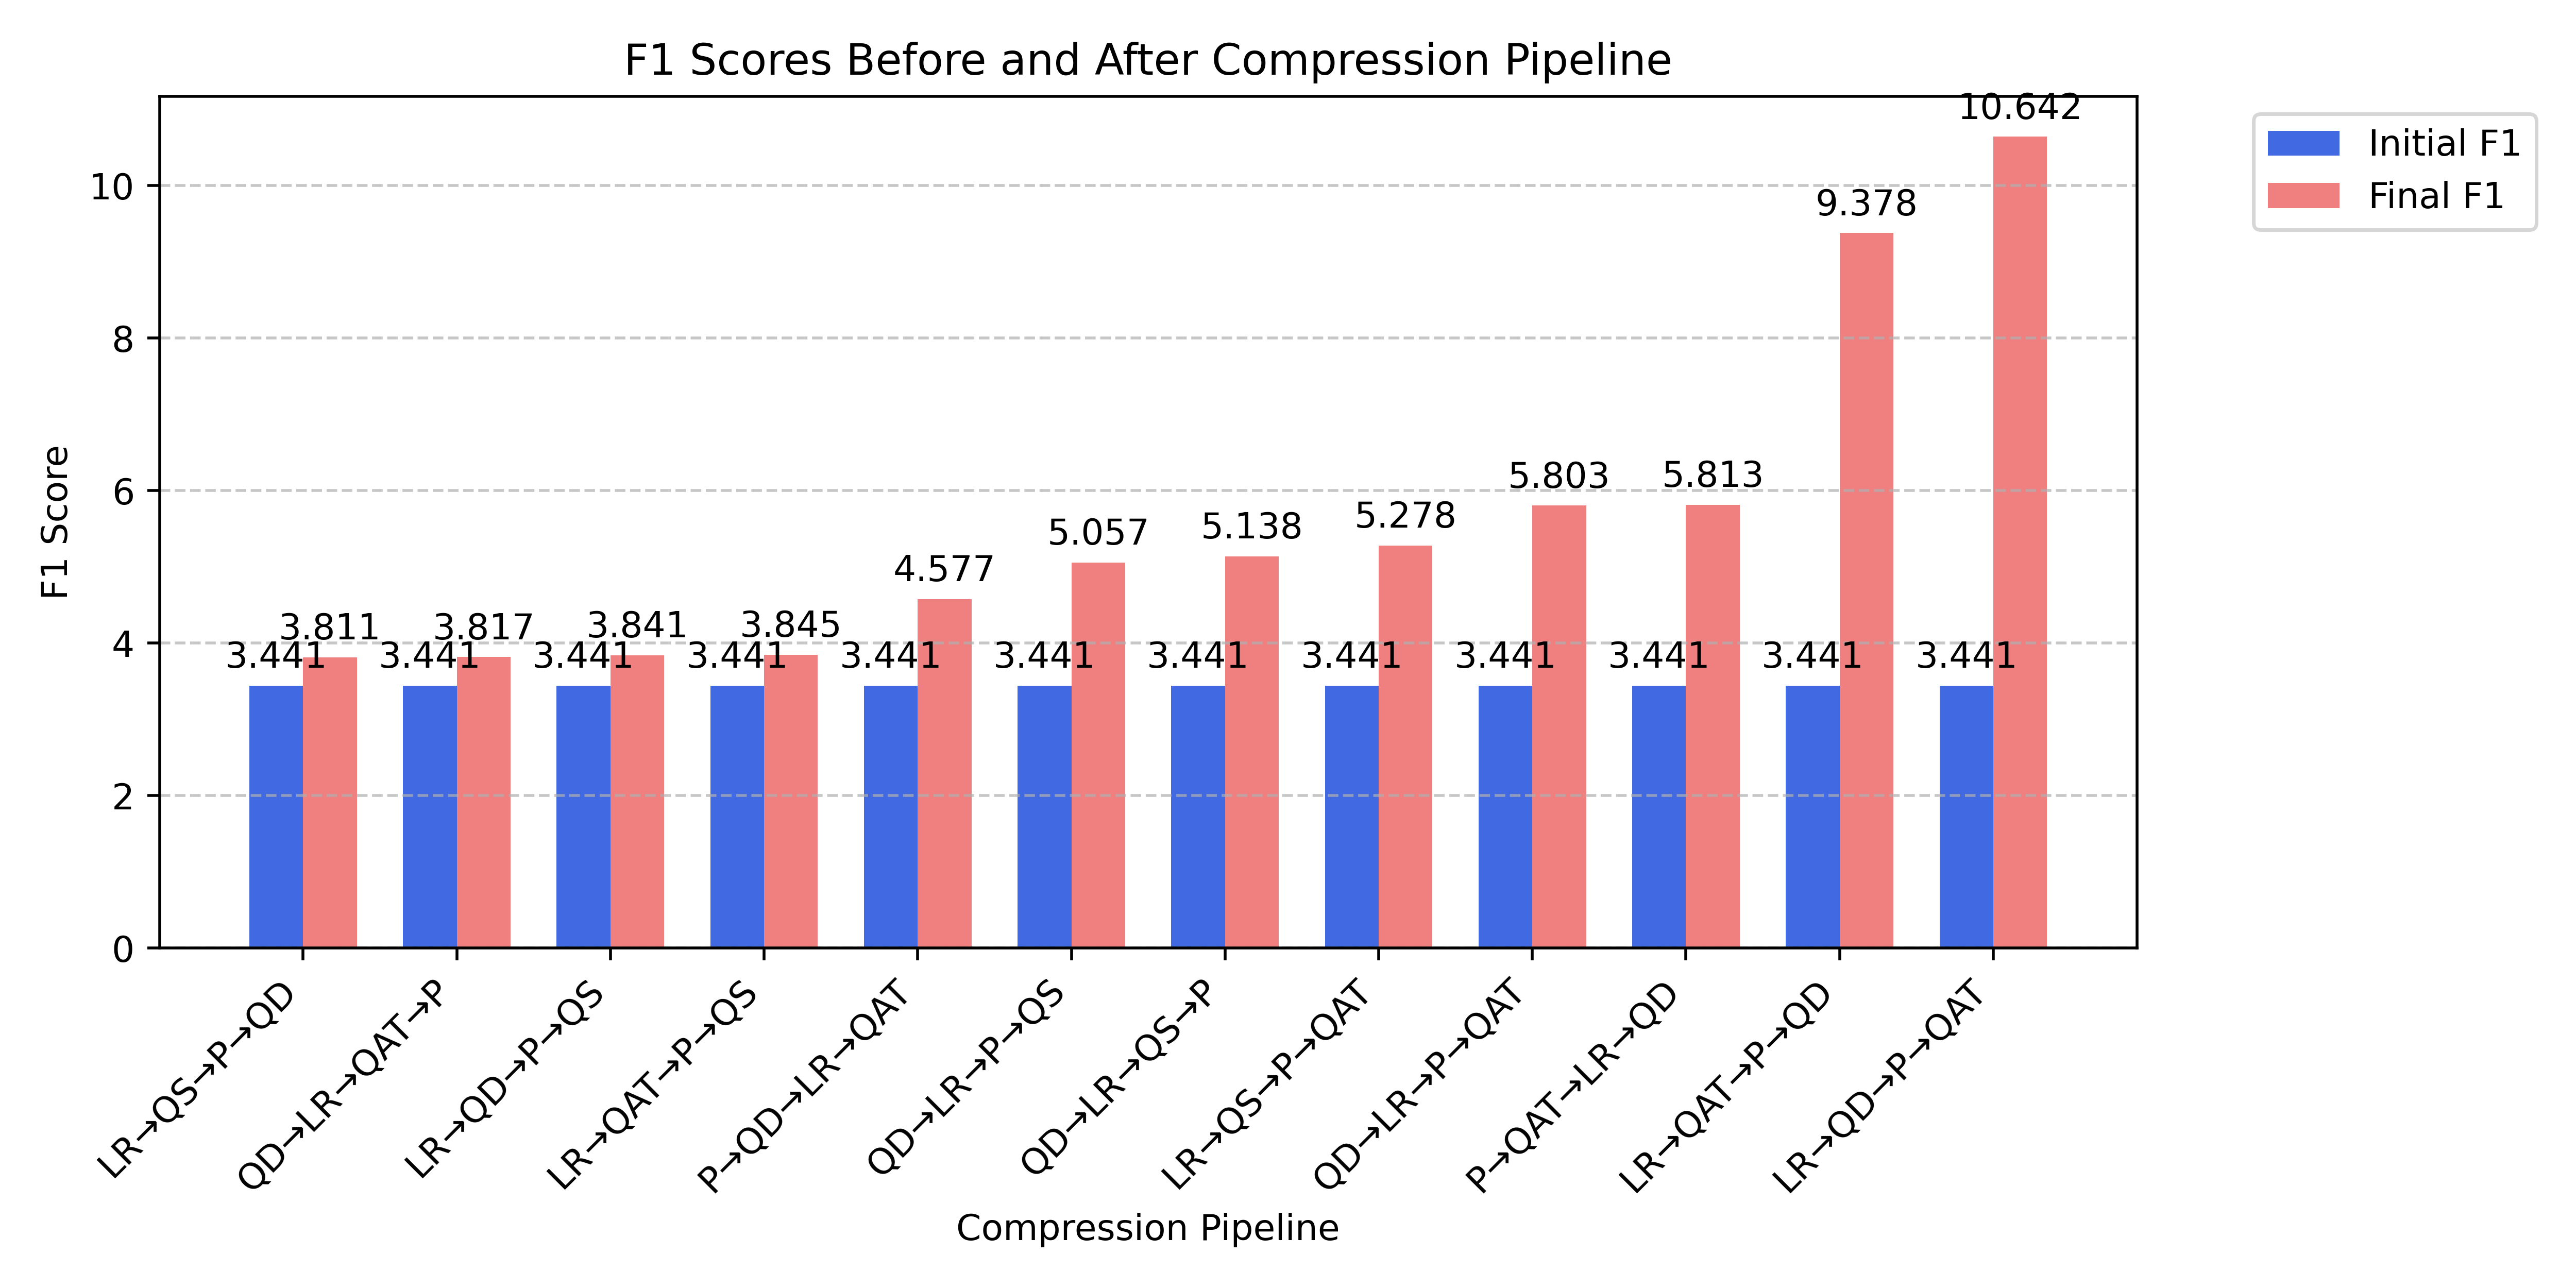 F1 Scores Before and After Compression Pipeline
Initial F1
Final F1
F1 Score
10
8
6
4
2
0
3.441 3.811
3.441 3.817
3.441 3.841
3.441 3.845
3.441 4.577
3.441 5.057
3.441 5.138
3.441 5.278
3.441 5.803
3.441 5.813
3.441 9.378
3.441 10.642
LR→QS→P→QD
QD→LR→QAT→P
LR→QD→P→QS
LR→QAT→P→QS
P→QD→LR→QAT
QD→LR→P→QS
QD→LR→QS→P
LR→QS→P→QAT
QD→LR→P→QAT
P→QAT→LR→QD
LR→QAT→P→QD
LR→QD→P→QAT
Compression Pipeline